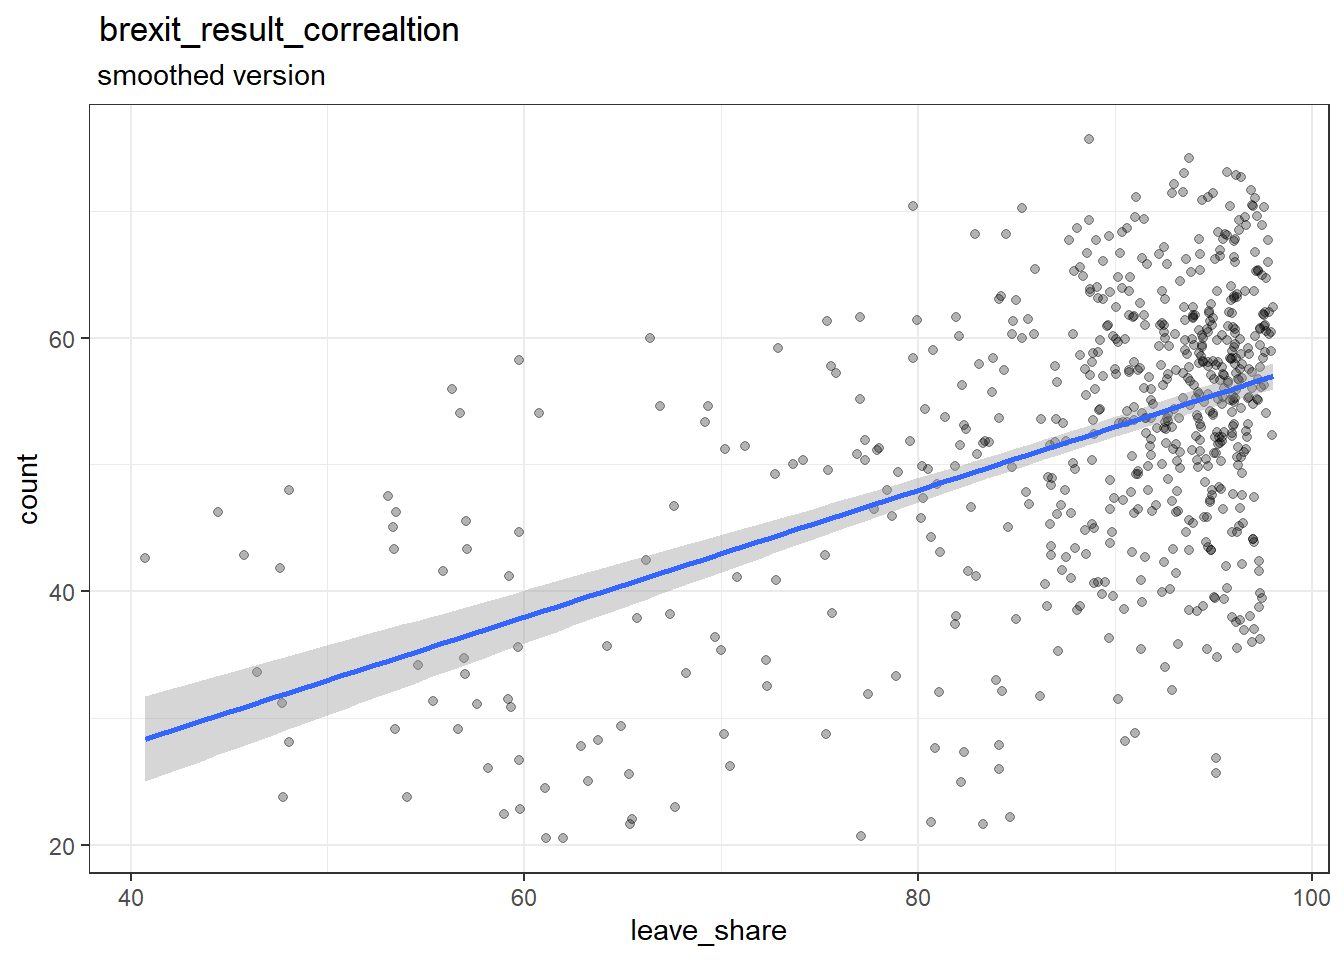 brexit_result_correaltion
smoothed version
count
60
40
20
40 60 80 100
leave_share